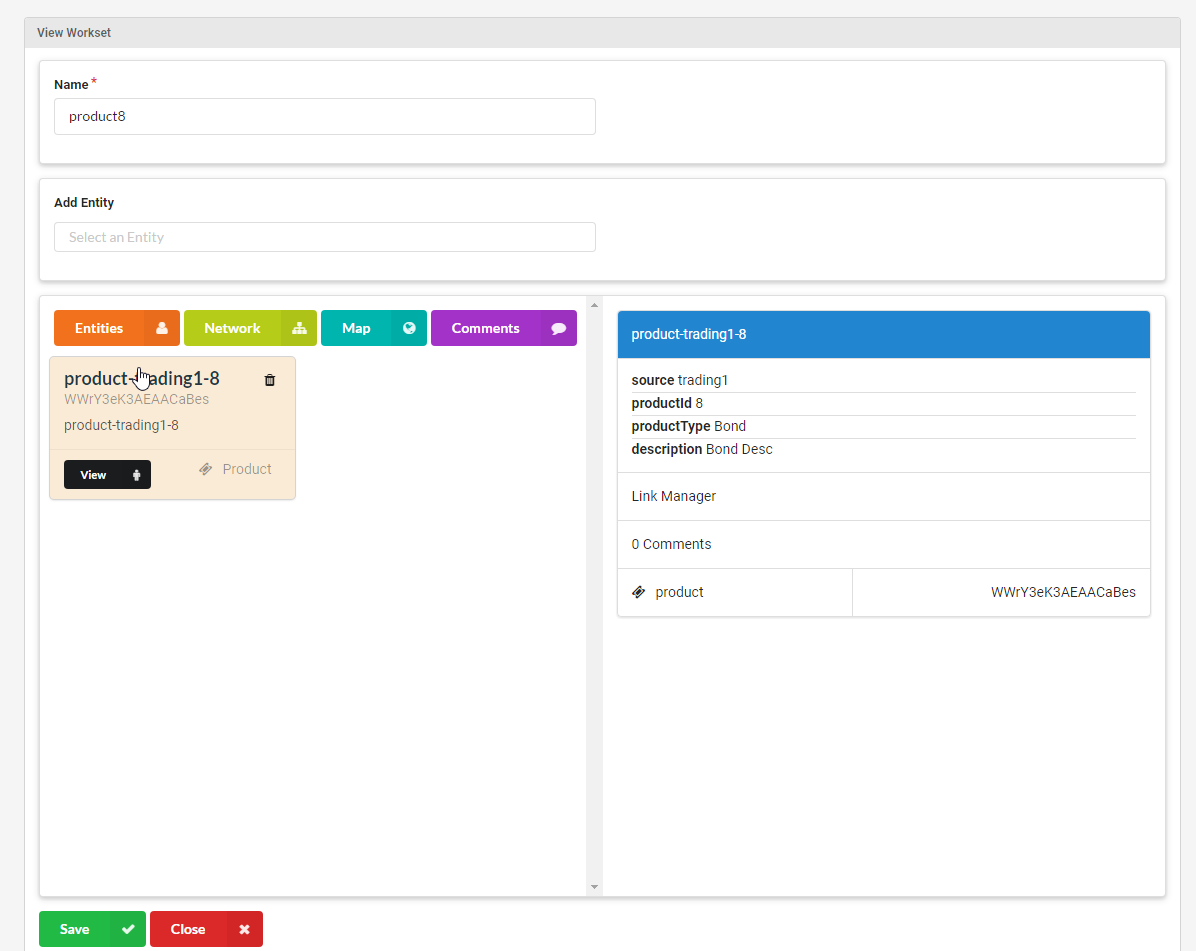 View Workset
Name *
product8
Add Entity
Select an Entity
Entities Network Map Comments
product-trading1-8
WWrY3eK3AEAACaBes
product-trading1-8
View Product
product-trading1-8
source trading1
productId 8
productType Bond
description Bond Desc
Link Manager
0 Comments
product WWrY3eK3AEAACaBes
Save Close